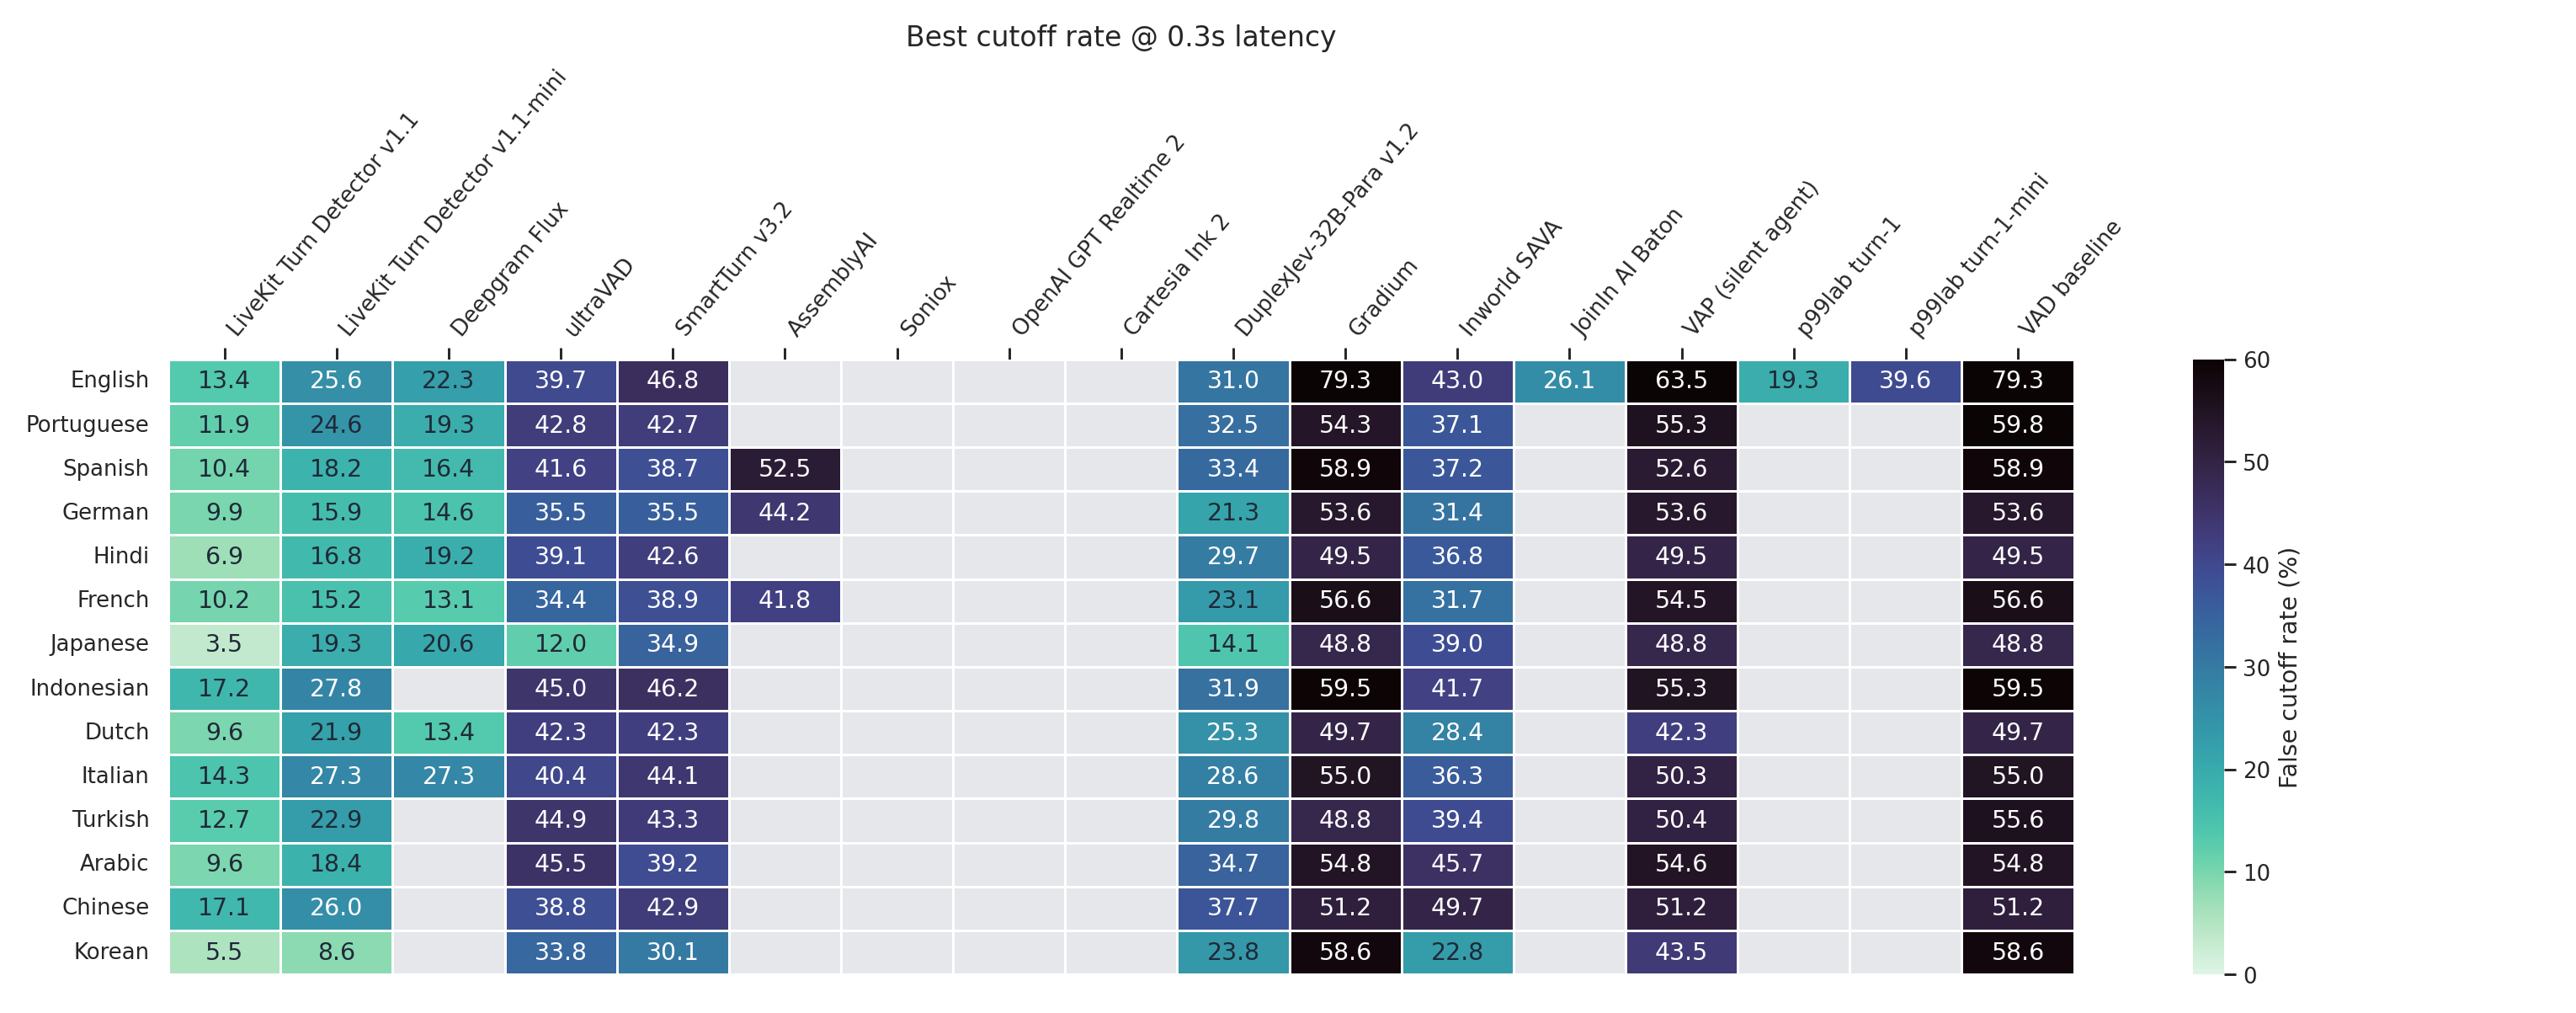 Best cutoff rate @ 0.3s latency
LiveKit Turn Detector v1.1
LiveKit Turn Detector v1.1-mini
Deepgram Flux
ultraVAD
SmartTurn v3.2
AssemblyAI
Soniox
OpenAI GPT Realtime 2
Cartesia Ink 2
DuplexJev-32B-Para v1.2
Gradium
Inworld SAVA
JoinIn AI Baton
VAP (silent agent)
p99lab turn-1
p99lab turn-1-mini
VAD baseline
English 13.4 25.6 22.3 39.7 46.8 31.0 79.3 43.0 26.1 63.5 19.3 39.6 79.3
Portuguese 11.9 24.6 19.3 42.8 42.7 32.5 54.3 37.1 55.3 59.8
Spanish 10.4 18.2 16.4 41.6 38.7 52.5 33.4 58.9 37.2 52.6 58.9
German 9.9 15.9 14.6 35.5 35.5 44.2 21.3 53.6 31.4 53.6 53.6
Hindi 6.9 16.8 19.2 39.1 42.6 29.7 49.5 36.8 49.5 49.5
French 10.2 15.2 13.1 34.4 38.9 41.8 23.1 56.6 31.7 54.5 56.6
Japanese 3.5 19.3 20.6 12.0 34.9 14.1 48.8 39.0 48.8 48.8
Indonesian 17.2 27.8 45.0 46.2 31.9 59.5 41.7 55.3 59.5
Dutch 9.6 21.9 13.4 42.3 42.3 25.3 49.7 28.4 42.3 49.7
Italian 14.3 27.3 27.3 40.4 44.1 28.6 55.0 36.3 50.3 55.0
Turkish 12.7 22.9 44.9 43.3 29.8 48.8 39.4 50.4 55.6
Arabic 9.6 18.4 45.5 39.2 34.7 54.8 45.7 54.6 54.8
Chinese 17.1 26.0 38.8 42.9 37.7 51.2 49.7 51.2 51.2
Korean 5.5 8.6 33.8 30.1 23.8 58.6 22.8 43.5 58.6
60
50
40
30
20
10
0
False cutoff rate (%)